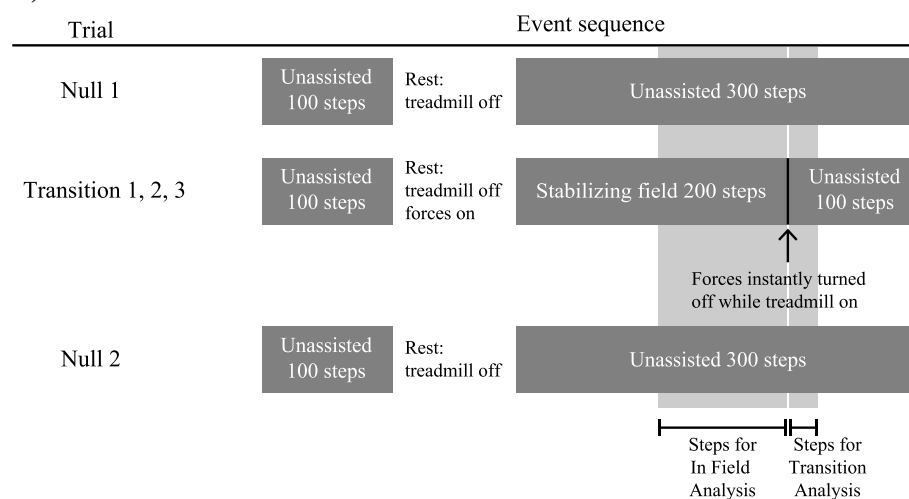 Trial
Event sequence
Null 1
Unassisted
100 steps
Rest:
treadmill off
Unassisted 300 steps
Transition 1, 2, 3
Unassisted
100 steps
Rest:
treadmill off
forces on
Stabilizing field 200 steps
Unassisted
100 steps
Forces instantly turned
off while treadmill on
Null 2
Unassisted
100 steps
Rest:
treadmill off
Unassisted 300 steps
Steps for
In Field
Analysis
Steps for
Transition
Analysis